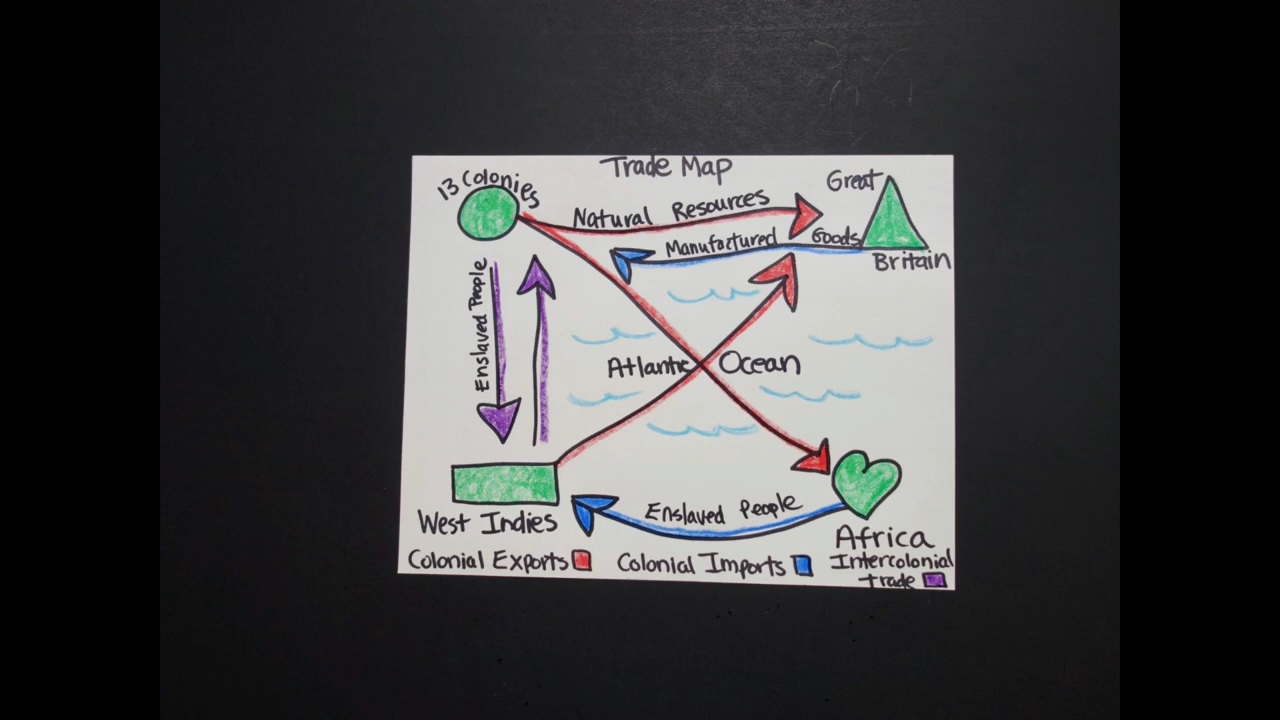 Trade Map
13 Colonies
Great
Britain
Natural Resources
Manufactured Goods
Enslaved People
Atlantic Ocean
Enslaved People
West Indies
Africa
Colonial Exports
Colonial Imports
Intercolonial
trade